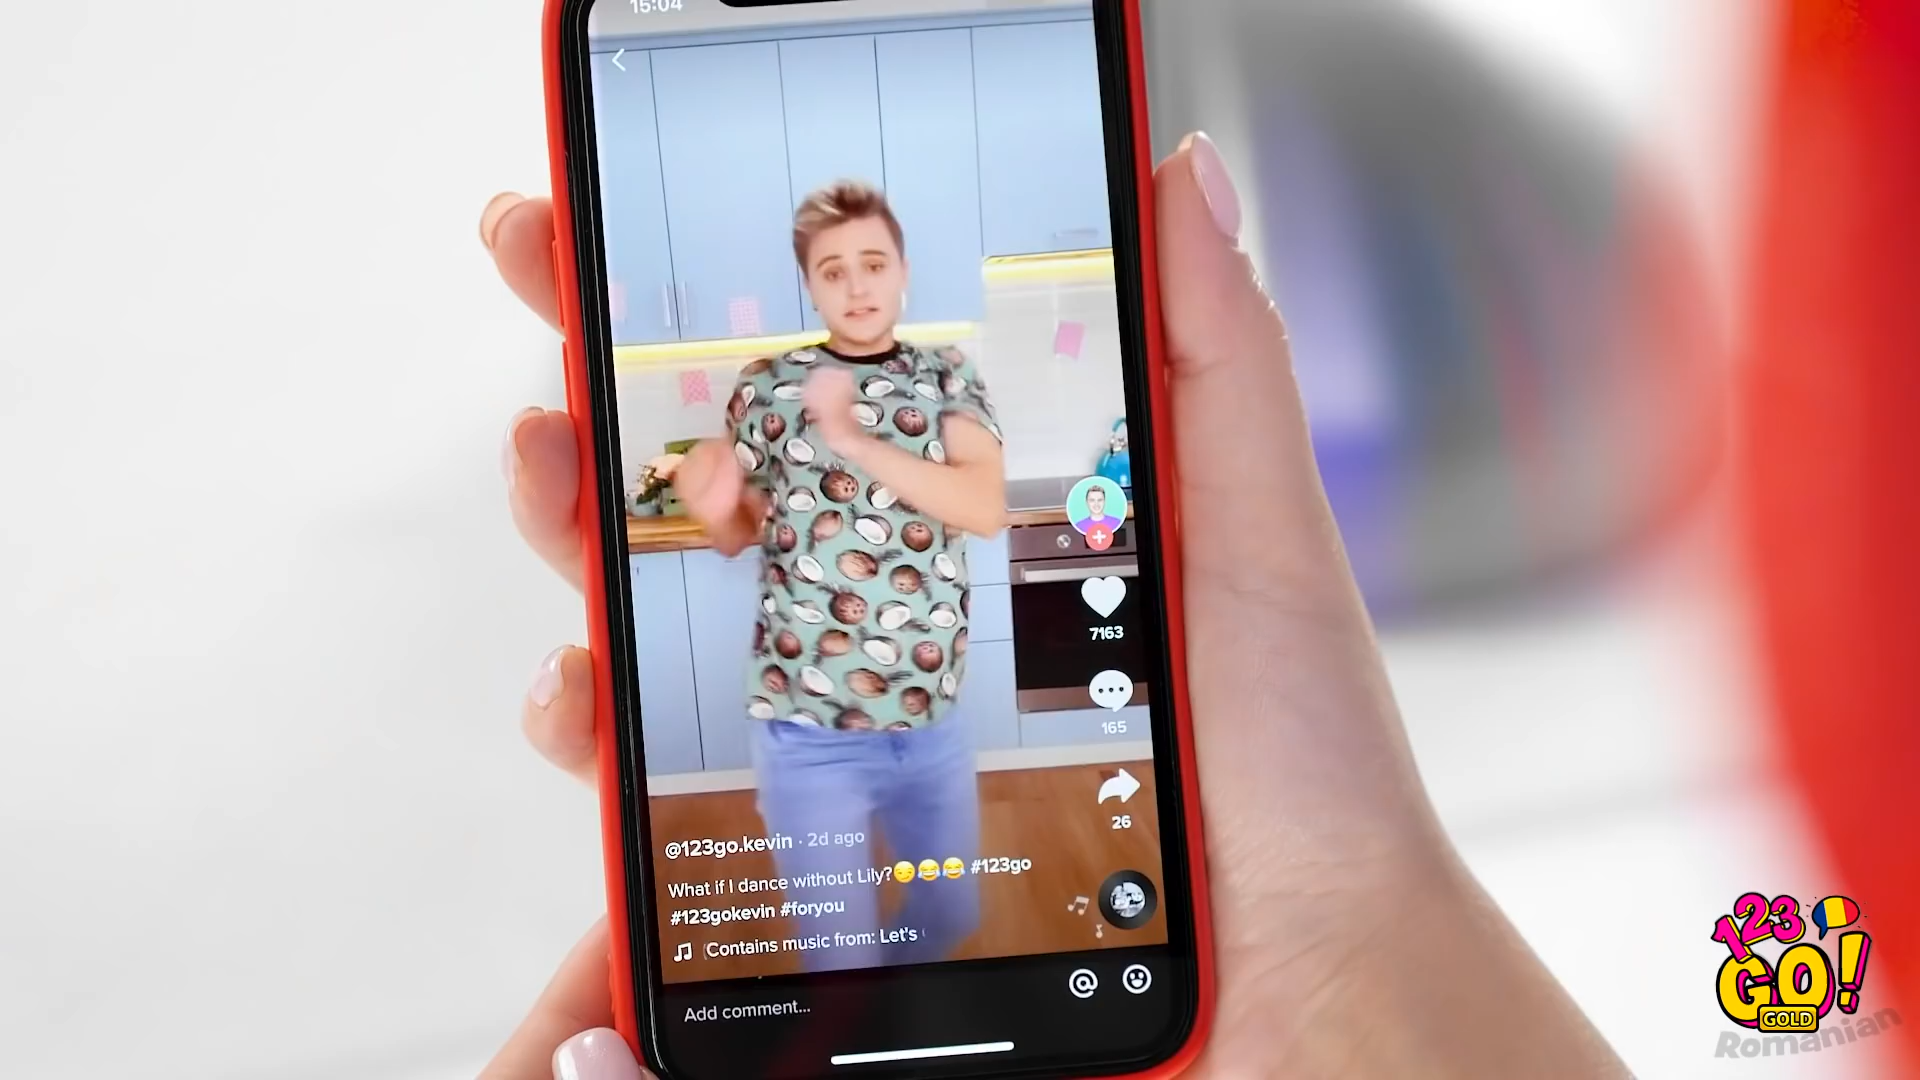 15:04
7163
165
26
@123go.kevin · 2d ago
What if I dance without Lily?😏😂😂 #123go
#123gokevin #foryou
(Contains music from: Let's
Add comment...
123
GO!
GOLD
Romanian